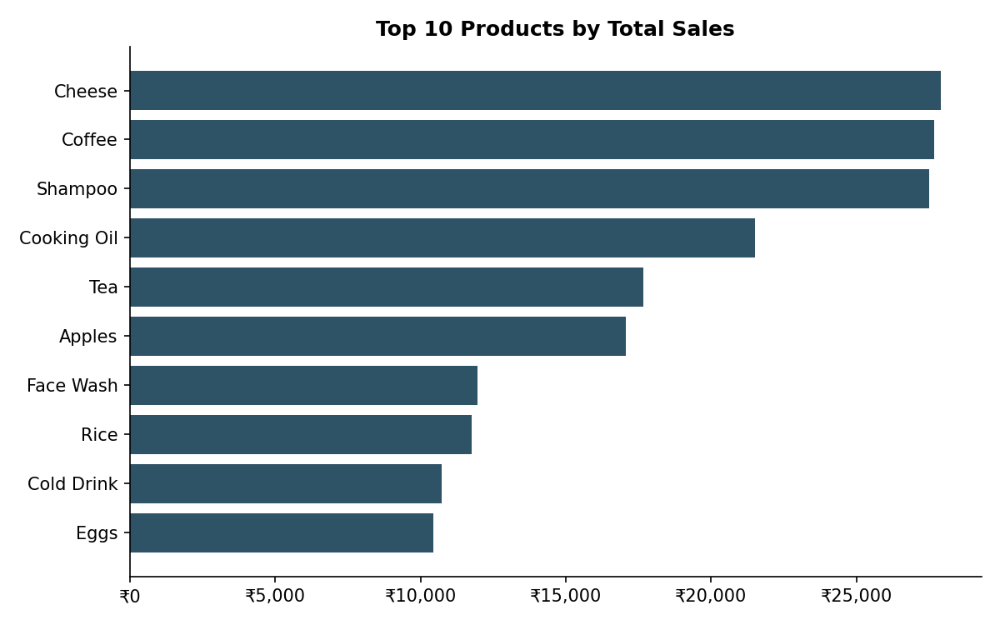 Top 10 Products by Total Sales
Cheese
Coffee
Shampoo
Cooking Oil
Tea
Apples
Face Wash
Rice
Cold Drink
Eggs
₹0 ₹5,000 ₹10,000 ₹15,000 ₹20,000 ₹25,000